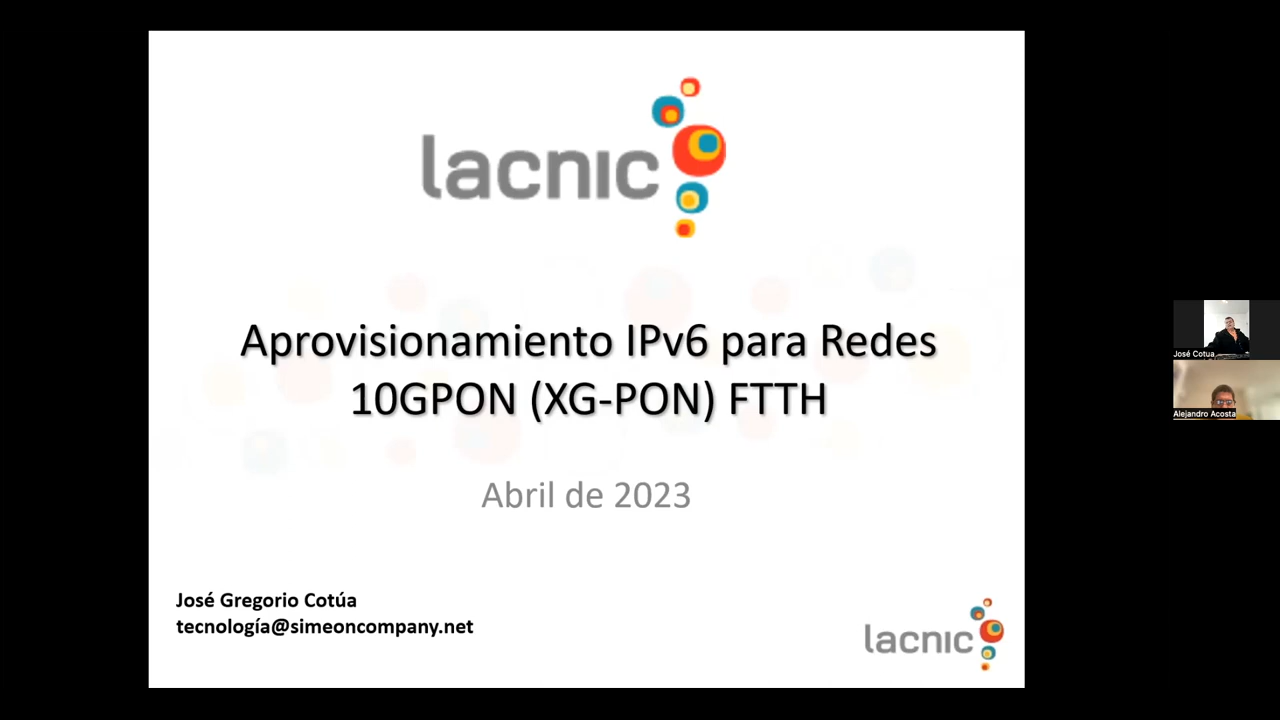 lacnic
Aprovisionamiento IPv6 para Redes
10GPON (XG-PON) FTTH
Abril de 2023
José Gregorio Cotúa
tecnología@simeoncompany.net
lacnic
José Cotua
Alejandro Acosta